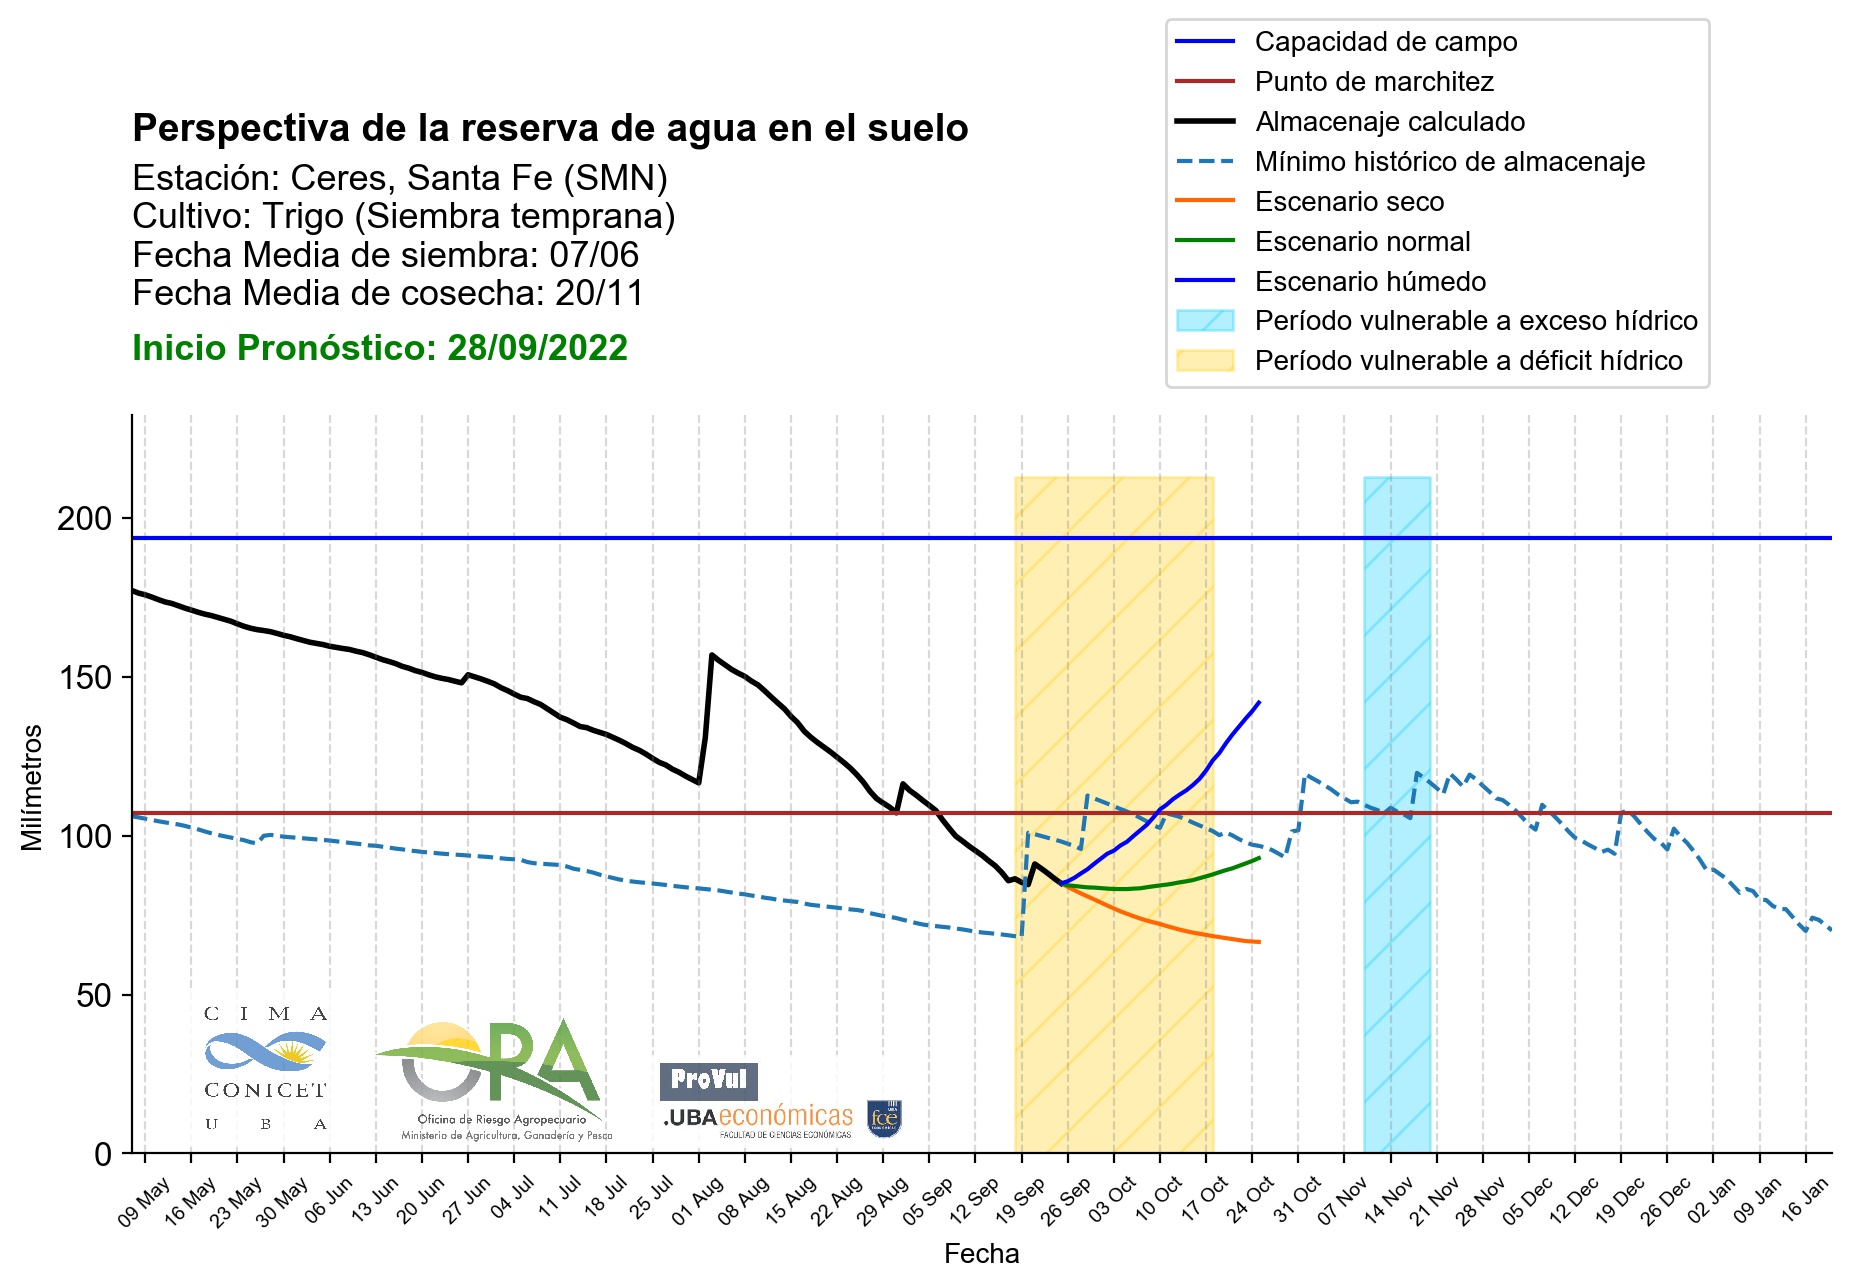 Capacidad de campo
Punto de marchitez
Almacenaje calculado
Mínimo histórico de almacenaje
Escenario seco
Escenario normal
Escenario húmedo
Período vulnerable a exceso hídrico
Período vulnerable a déficit hídrico
Perspectiva de la reserva de agua en el suelo
Estación: Ceres, Santa Fe (SMN)
Cultivo: Trigo (Siembra temprana)
Fecha Media de siembra: 07/06
Fecha Media de cosecha: 20/11
Inicio Pronóstico: 28/09/2022
Milímetros
200
150
100
50
0
CIMA
CONICET
UBA
ORA
Oficina de Riesgo Agropecuario
Ministerio de Agricultura, Ganadería y Pesca
ProVul
.UBAeconómicas
FACULTAD DE CIENCIAS ECONÓMICAS
fce
09 May
16 May
23 May
30 May
06 Jun
13 Jun
20 Jun
27 Jun
04 Jul
11 Jul
18 Jul
25 Jul
01 Aug
08 Aug
15 Aug
22 Aug
29 Aug
05 Sep
12 Sep
19 Sep
26 Sep
03 Oct
10 Oct
17 Oct
24 Oct
31 Oct
07 Nov
14 Nov
21 Nov
28 Nov
05 Dec
12 Dec
19 Dec
26 Dec
02 Jan
09 Jan
16 Jan
Fecha